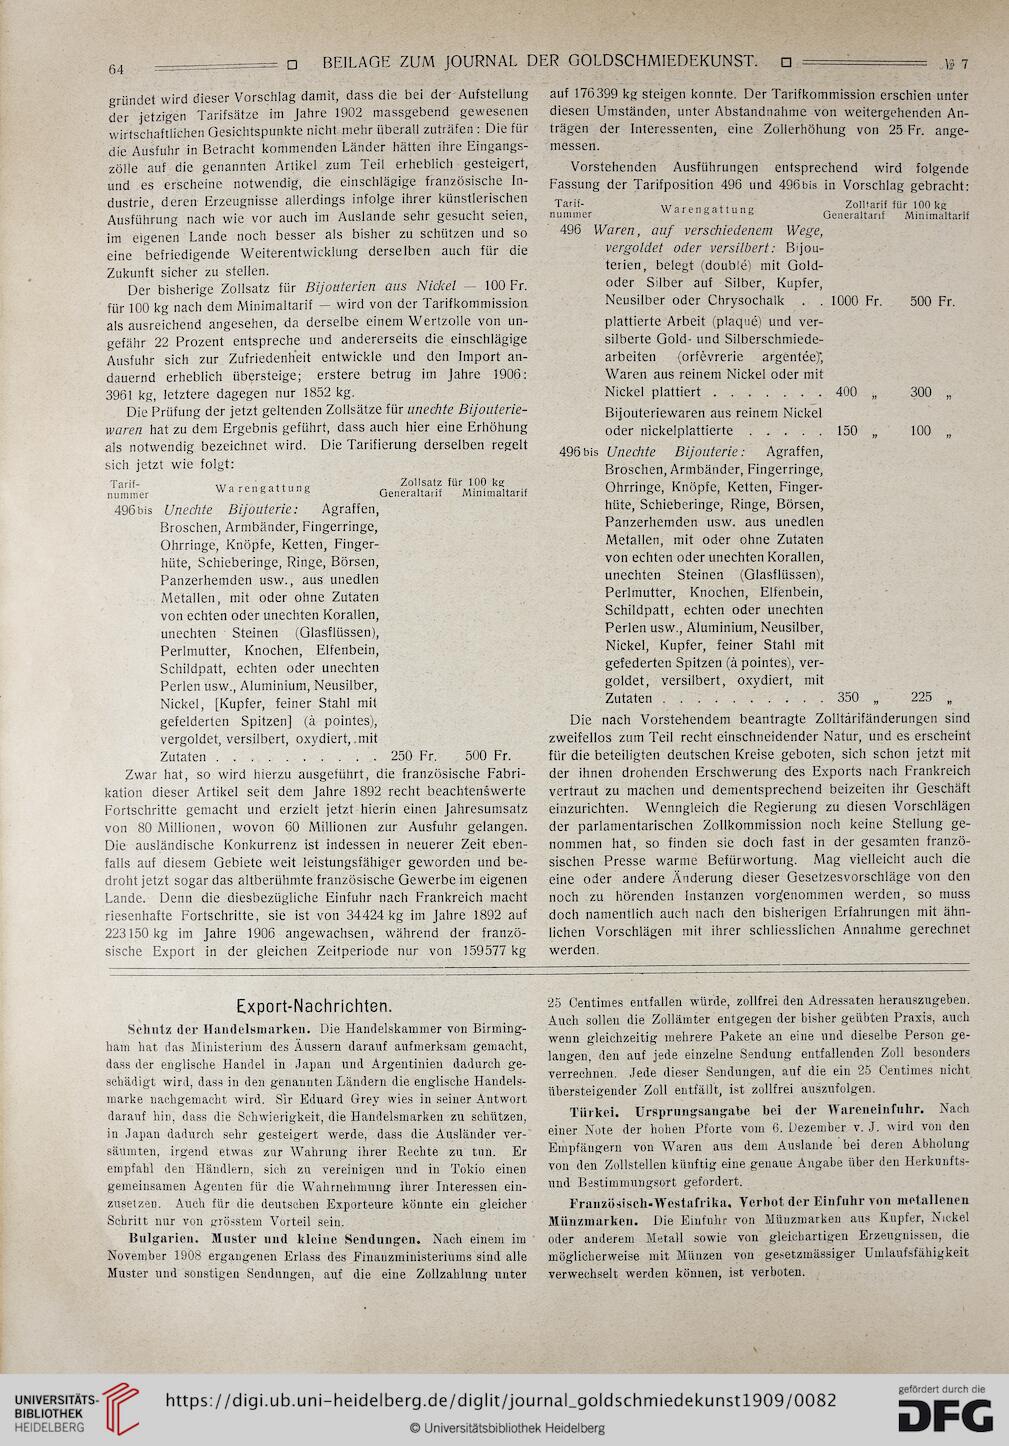 64 BEILAGE ZUM JOURNAL DER GOLDSCHMIEDEKUNST. № 7
gründet wird dieser Vorschlag damit, dass die bei der Aufstellung
der jetzigen Tarifsätze im Jahre 1902 massgebend gewesenen
wirtschaftlichen Gesichtspunkte nicht mehr überall zuträfen: Die für
die Ausfuhr in Betracht kommenden Länder hätten ihre Eingangs-
zölle auf die genannten Artikel zum Teil erheblich gesteigert,
und es erscheine notwendig, die einschlägige französische In-
dustrie, deren Erzeugnisse allerdings infolge ihrer künstlerischen
Ausführung nach wie vor auch im Auslande sehr gesucht seien,
im eigenen Lande noch besser als bisher zu schützen und so
eine befriedigende Weiterentwicklung derselben auch für die
Zukunft sicher zu stellen.
Der bisherige Zollsatz für Bijouterien aus Nickel — 100 Fr.
für 100 kg nach dem Minimaltarif — wird von der Tarifkommission
als ausreichend angesehen, da derselbe einem Wertzolle von un-
gefähr 22 Prozent entspreche und andererseits die einschlägige
Ausfuhr sich zur Zufriedenheit entwickle und den Import an-
dauernd erheblich übersteige; erstere betrug im Jahre 1906:
3961 kg, letztere dagegen nur 1852 kg.
Die Prüfung der jetzt geltenden Zollsätze für unechte Bijouterie-
waren hat zu dem Ergebnis geführt, dass auch hier eine Erhöhung
als notwendig bezeichnet wird. Die Tarifierung derselben regelt
sich jetzt wie folgt:
Tarif- Zollsatz für 100 kg
nummer Warengattung Generaltarif Minimaltarif
496bis Unechte Bijouterie: Agraffen,
Broschen, Armbänder, Fingerringe,
Ohrringe, Knöpfe, Ketten, Finger-
hüte, Schieberinge, Ringe, Börsen,
Panzerhemden usw., aus unedlen
Metallen, mit oder ohne Zutaten
von echten oder unechten Korallen,
unechten Steinen (Glasflüssen),
Perlmutter, Knochen, Elfenbein,
Schildpatt, echten oder unechten
Perlen usw., Aluminium, Neusilber,
Nickel, [Kupfer, feiner Stahl mit
gefelderten Spitzen] (à pointes),
vergoldet, versilbert, oxydiert, mit
Zutaten . . . . . . . . . . 250 Fr. 500 Fr.
Zwar hat, so wird hierzu ausgeführt, die französische Fabri-
kation dieser Artikel seit dem Jahre 1892 recht beachtenswerte
Fortschritte gemacht und erzielt jetzt hierin einen Jahresumsatz
von 80 Millionen, wovon 60 Millionen zur Ausfuhr gelangen.
Die ausländische Konkurrenz ist indessen in neuerer Zeit eben-
falls auf diesem Gebiete weit leistungsfähiger geworden und be-
droht jetzt sogar das altberühmte französische Gewerbe im eigenen
Lande. Denn die diesbezügliche Einfuhr nach Frankreich macht
riesenhafte Fortschritte, sie ist von 34424 kg im Jahre 1892 auf
223150 kg im Jahre 1906 angewachsen, während der franzö-
sische Export in der gleichen Zeitperiode nur von 159577 kg
auf 176399 kg steigen konnte. Der Tarifkommission erschien unter
diesen Umständen, unter Abstandnahme von weitergehenden An-
trägen der Interessenten, eine Zollerhöhung von 25 Fr. ange-
messen.
Vorstehenden Ausführungen entsprechend wird folgende
Fassung der Tarifposition 496 und 496bis in Vorschlag gebracht:
Tarif- Zolltarif für 100 kg
nummer Warengattung Generaltarif Minimaltarif
496 Waren, auf verschiedenem Wege,
vergoldet oder versilbert: Bijou-
terien, belegt (doublé) mit Gold-
oder Silber auf Silber, Kupfer,
Neusilber oder Chrysochalk . . 1000 Fr. 500 Fr.
plattierte Arbeit (plaqué) und ver-
silberte Gold- und Silberschmiede-
arbeiten (orfèvrerie argentée),
Waren aus reinem Nickel oder mit
Nickel plattiert . . . . . . . 400 „ 300 „
Bijouteriewaren aus reinem Nickel
oder nickelplattierte . . . . . 150 „ 100 „
496bis Unechte Bijouterie: Agraffen,
Broschen, Armbänder, Fingerringe,
Ohrringe, Knöpfe, Ketten, Finger-
hüte, Schieberinge, Ringe, Börsen,
Panzerhemden usw. aus unedlen
Metallen, mit oder ohne Zutaten
von echten oder unechten Korallen,
unechten Steinen (Glasflüssen),
Perlmutter, Knochen, Elfenbein,
Schildpatt, echten oder unechten
Perlen usw., Aluminium, Neusilber,
Nickel, Kupfer, feiner Stahl mit
gefederten Spitzen (à pointes), ver-
goldet, versilbert, oxydiert, mit
Zutaten . . . . . . . . . . 350 „ 225 „
Die nach Vorstehendem beantragte Zolltarifänderungen sind
zweifellos zum Teil recht einschneidender Natur, und es erscheint
für die beteiligten deutschen Kreise geboten, sich schon jetzt mit
der ihnen drohenden Erschwerung des Exports nach Frankreich
vertraut zu machen und dementsprechend beizeiten ihr Geschäft
einzurichten. Wenngleich die Regierung zu diesen Vorschlägen
der parlamentarischen Zollkommission noch keine Stellung ge-
nommen hat, so finden sie doch fast in der gesamten franzö-
sischen Presse warme Befürwortung. Mag vielleicht auch die
eine oder andere Änderung dieser Gesetzesvorschläge von den
noch zu hörenden Instanzen vorgenommen werden, so muss
doch namentlich auch nach den bisherigen Erfahrungen mit ähn-
lichen Vorschlägen mit ihrer schliesslichen Annahme gerechnet
werden.
Export-Nachrichten.
Schutz der Handelsmarken. Die Handelskammer von Birming-
ham hat das Ministerium des Äussern darauf aufmerksam gemacht,
dass der englische Handel in Japan und Argentinien dadurch ge-
schädigt wird, dass in den genannten Ländern die englische Handels-
marke nachgemacht wird. Sir Eduard Grey wies in seiner Antwort
darauf hin, dass die Schwierigkeit, die Handelsmarken zu schützen,
in Japan dadurch sehr gesteigert werde, dass die Ausländer ver-
säumten, irgend etwas zur Wahrung ihrer Rechte zu tun. Er
empfahl den Händlern, sich zu vereinigen und in Tokio einen
gemeinsamen Agenten für die Wahrnehmung ihrer Interessen ein-
zusetzen. Auch für die deutschen Exporteure könnte ein gleicher
Schritt nur von grösstem Vorteil sein.
Bulgarien. Muster und kleine Sendungen. Nach einem im
November 1908 ergangenen Erlass des Finanzministeriums sind alle
Muster und sonstigen Sendungen, auf die eine Zollzahlung unter
25 Centimes entfallen würde, zollfrei den Adressaten herauszugeben.
Auch sollen die Zollämter entgegen der bisher geübten Praxis, auch
wenn gleichzeitig mehrere Pakete an eine und dieselbe Person ge-
langen, den auf jede einzelne Sendung entfallenden Zoll besonders
verrechnen. Jede dieser Sendungen, auf die ein 25 Centimes nicht
übersteigender Zoll entfällt, ist zollfrei auszufolgen.
Türkei. Ursprungsangabe bei der Wareneinfuhr. Nach
einer Note der hohen Pforte vom 6. Dezember v. J. wird von den
Empfängern von Waren aus dem Auslande bei deren Abholung
von den Zollstellen künftig eine genaue Angabe über den Herkunfts-
und Bestimmungsort gefordert.
Französisch-Westafrika. Verbot der Einfuhr von metallenen
Münzmarken. Die Einfuhr von Münzmarken aus Kupfer, Nickel
oder anderem Metall sowie von gleichartigen Erzeugnissen, die
möglicherweise mit Münzen von gesetzmässiger Umlaufsfähigkeit
verwechselt werden können, ist verboten.
UNIVERSITÄTS-
BIBLIOTHEK
HEIDELBERG
https://digi.ub.uni-heidelberg.de/diglit/journal_goldschmiedekunst1909/0082
© Universitätsbibliothek Heidelberg
gefördert durch die
DFG